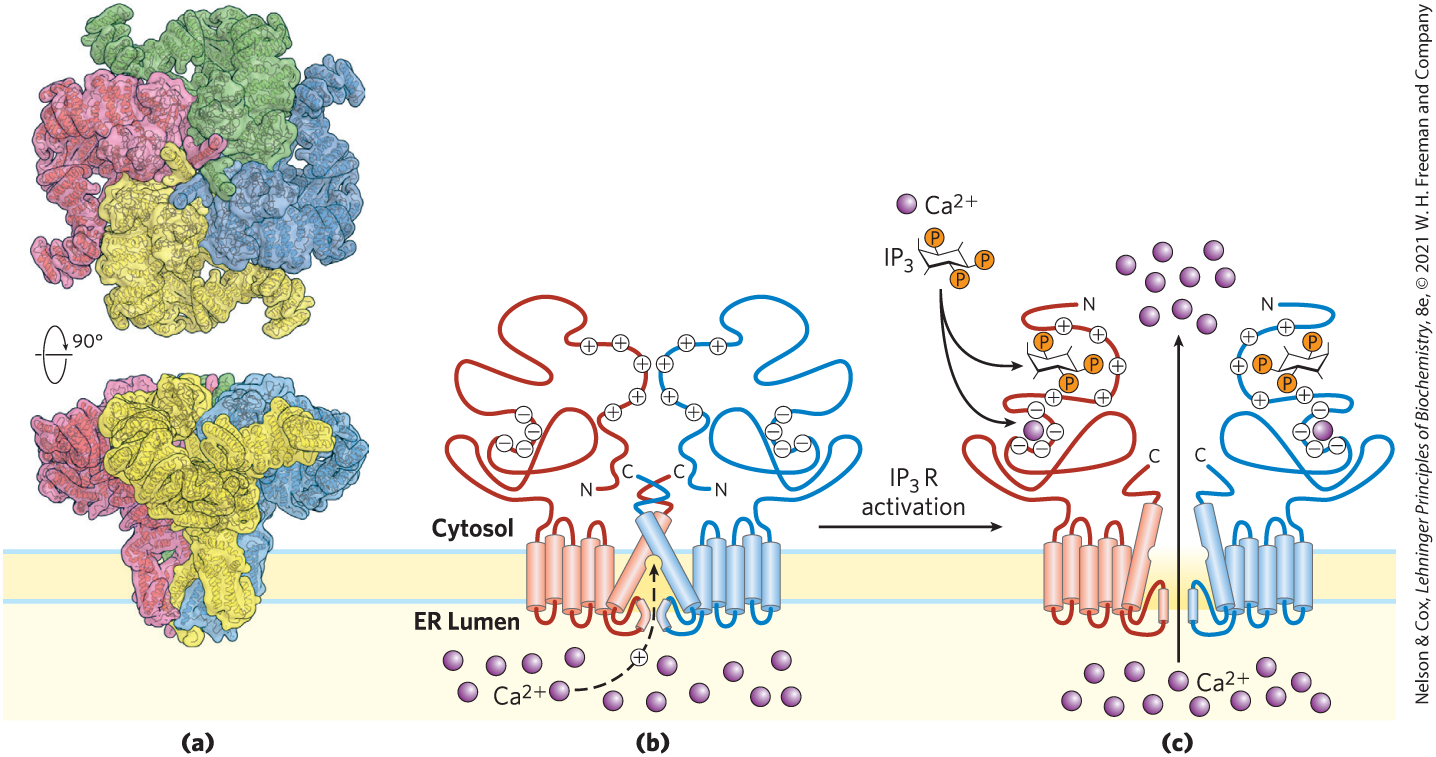 90°
Ca2+
IP3
P
P
P
N
N
+ + + + +
+ + + + +
P
P
P
P
P
P
+ + + + +
+ + + + +
− − − −
− − − −
− − − −
− − − −
C
C
N
N
C
C
IP3 R
activation
Cytosol
ER Lumen
+
Ca2+
Ca2+
(a)
(b)
(c)
Nelson & Cox, Lehninger Principles of Biochemistry, 8e, © 2021 W. H. Freeman and Company